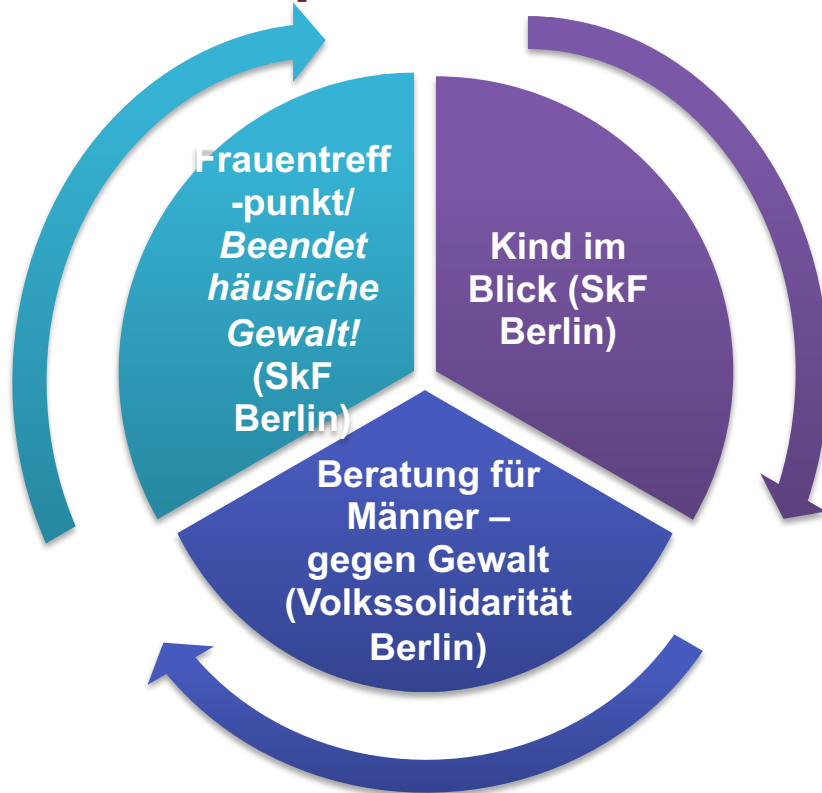 Frauentreff
-punkt/
Beendet
häusliche
Gewalt!
(SkF
Berlin)
Kind im
Blick (SkF
Berlin)
Beratung für
Männer –
gegen Gewalt
(Volkssolidarität
Berlin)